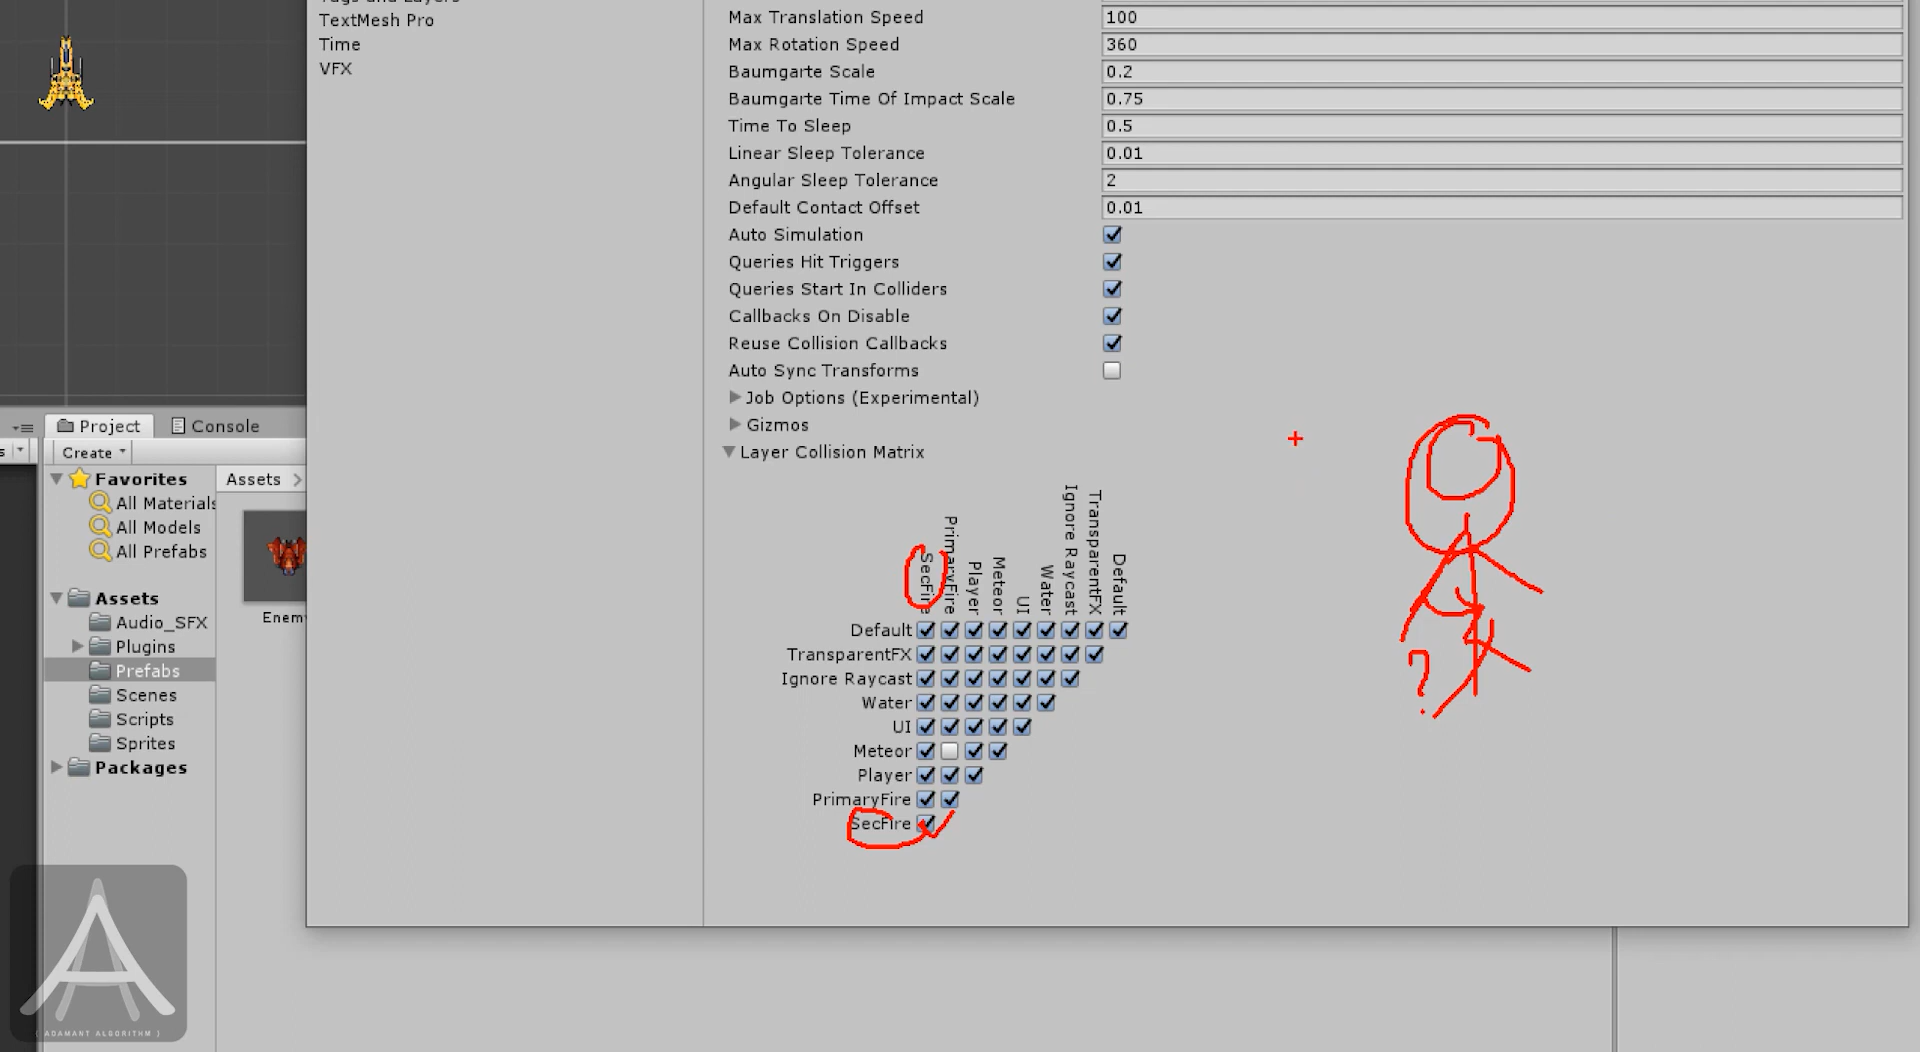 TextMesh Pro
Time
VFX
Max Translation Speed 100
Max Rotation Speed 360
Baumgarte Scale 0.2
Baumgarte Time Of Impact Scale 0.75
Time To Sleep 0.5
Linear Sleep Tolerance 0.01
Angular Sleep Tolerance 2
Default Contact Offset 0.01
Auto Simulation
Queries Hit Triggers
Queries Start In Colliders
Callbacks On Disable
Reuse Collision Callbacks
Auto Sync Transforms
Job Options (Experimental)
Gizmos
Layer Collision Matrix
SecFire
PrimaryFire
Player
Meteor
UI
Water
Ignore Raycast
TransparentFX
Default
Default
TransparentFX
Ignore Raycast
Water
UI
Meteor
Player
PrimaryFire
SecFire
?
Project Console
Create
Favorites
All Materials
All Models
All Prefabs
Assets
Audio_SFX
Plugins
Prefabs
Scenes
Scripts
Sprites
Packages
Assets
( ADAMANT ALGORITHM )